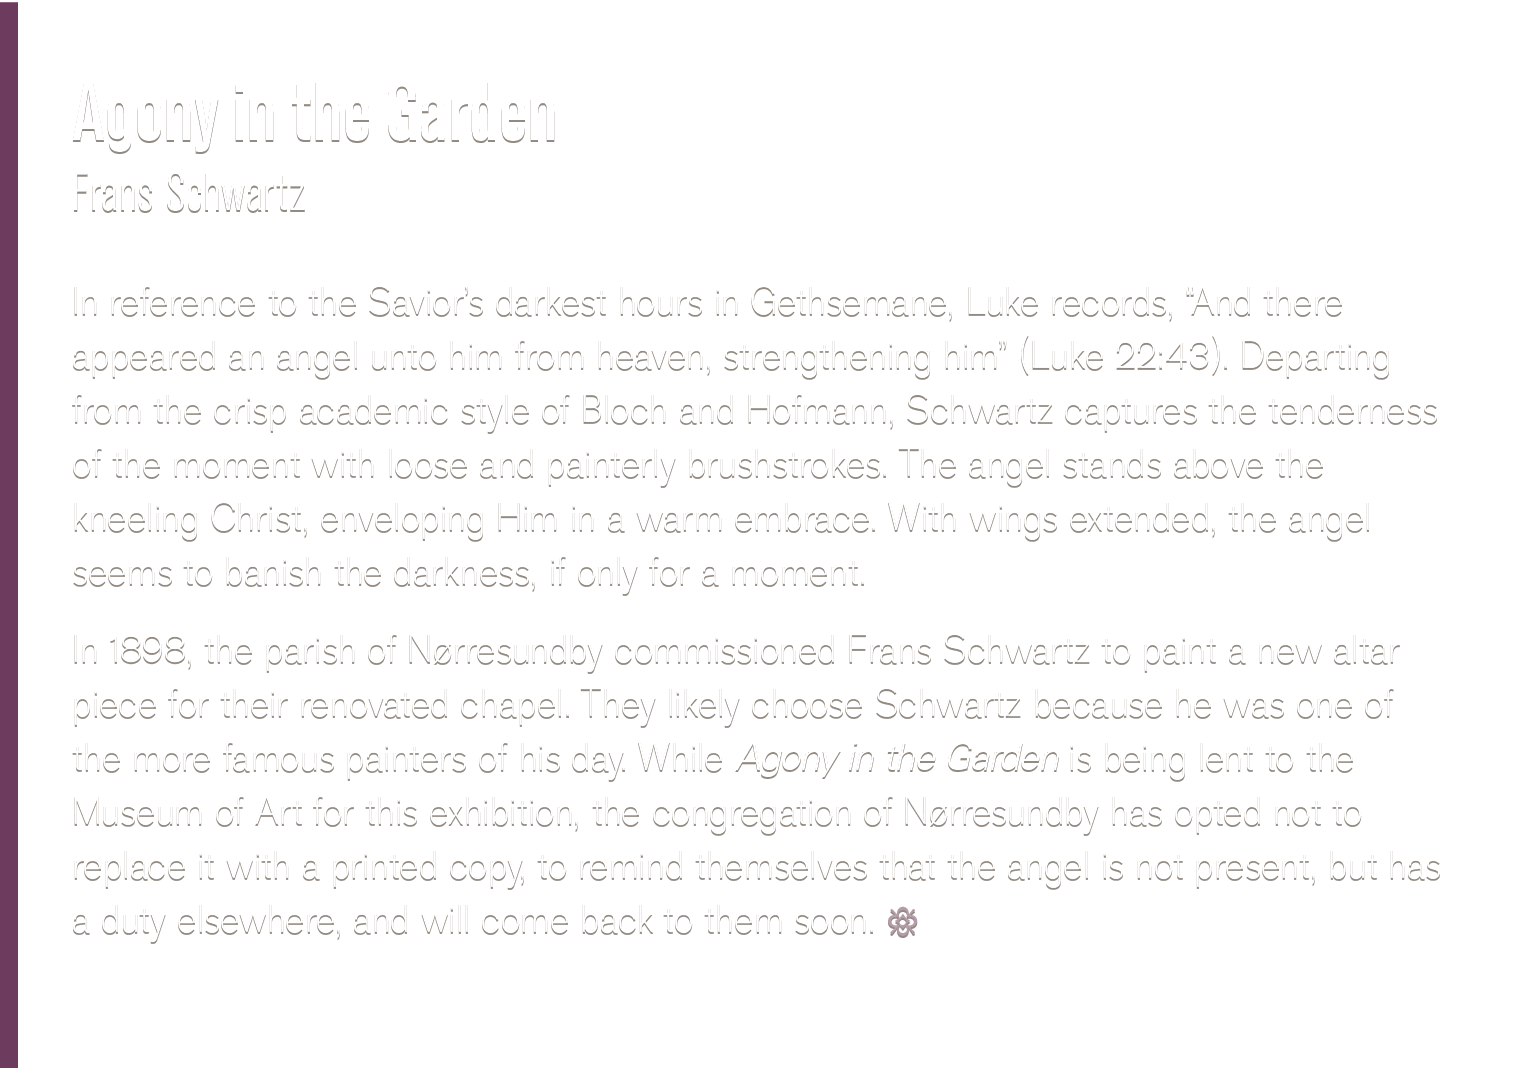 Agony in the Garden
Frans Schwartz
In reference to the Savior’s darkest hours in Gethsemane, Luke records, “And there
appeared an angel unto him from heaven, strengthening him” (Luke 22:43). Departing
from the crisp academic style of Bloch and Hofmann, Schwartz captures the tenderness
of the moment with loose and painterly brushstrokes. The angel stands above the
kneeling Christ, enveloping Him in a warm embrace. With wings extended, the angel
seems to banish the darkness, if only for a moment.
In 1898, the parish of Nørresundby commissioned Frans Schwartz to paint a new altar
piece for their renovated chapel. They likely choose Schwartz because he was one of
the more famous painters of his day. While Agony in the Garden is being lent to the
Museum of Art for this exhibition, the congregation of Nørresundby has opted not to
replace it with a printed copy, to remind themselves that the angel is not present, but has
a duty elsewhere, and will come back to them soon.